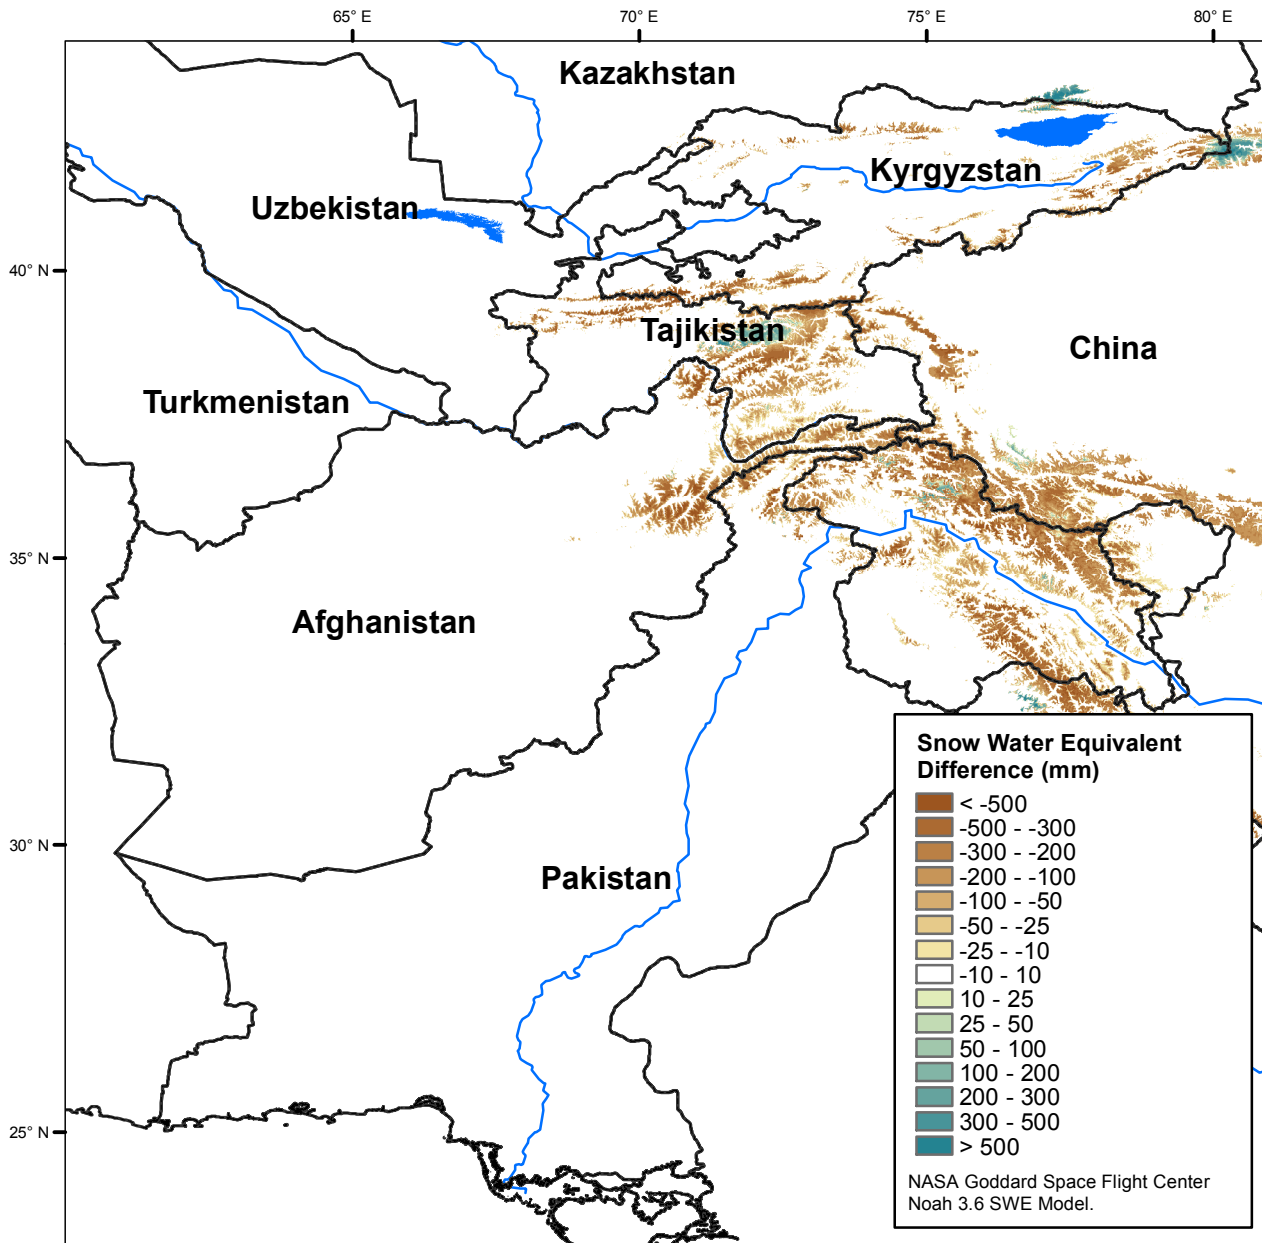 65° E
70° E
75° E
80° E
Kazakhstan
Kyrgyzstan
Uzbekistan
40° N
Tajikistan
China
Turkmenistan
35° N
Afghanistan
30° N
Pakistan
25° N
Snow Water Equivalent
Difference (mm)
< -500
-500 - -300
-300 - -200
-200 - -100
-100 - -50
-50 - -25
-25 - -10
-10 - 10
10 - 25
25 - 50
50 - 100
100 - 200
200 - 300
300 - 500
> 500
NASA Goddard Space Flight Center
Noah 3.6 SWE Model.